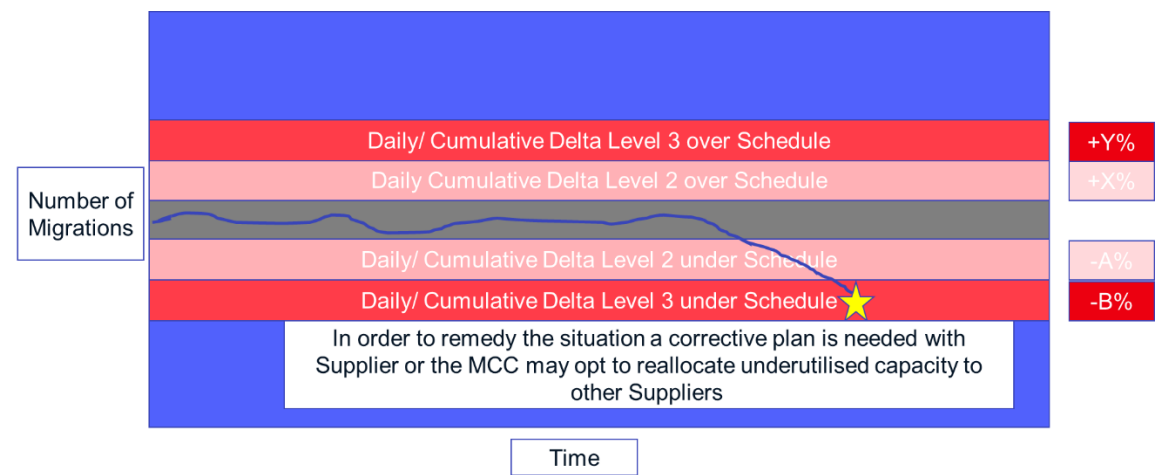 Daily/ Cumulative Delta Level 3 over Schedule
+Y%
Daily Cumulative Delta Level 2 over Schedule
+X%
Number of
Migrations
Daily/ Cumulative Delta Level 2 under Schedule
-A%
Daily/ Cumulative Delta Level 3 under Schedule
-B%
In order to remedy the situation a corrective plan is needed with
Supplier or the MCC may opt to reallocate underutilised capacity to
other Suppliers
Time